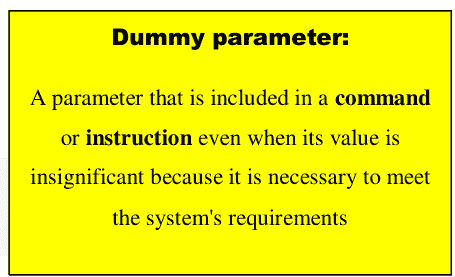 Dummy parameter:
A parameter that is included in a command
or instruction even when its value is
insignificant because it is necessary to meet
the system's requirements